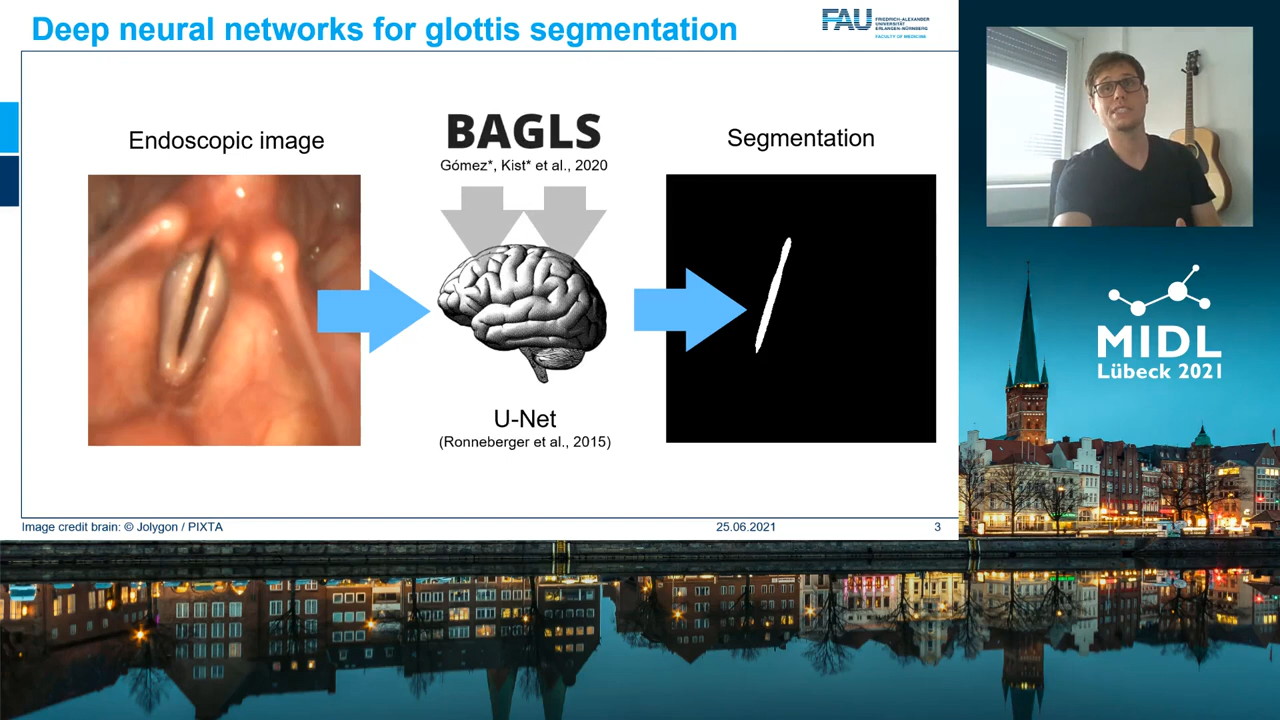 Deep neural networks for glottis segmentation
FAU
FRIEDRICH-ALEXANDER
UNIVERSITÄT
ERLANGEN-NÜRNBERG
FACULTY OF MEDICINE
Endoscopic image
BAGLS
Gómez*, Kist* et al., 2020
Segmentation
U-Net
(Ronneberger et al., 2015)
Image credit brain: © Jolygon / PIXTA
25.06.2021
3
MIDL
Lübeck 2021